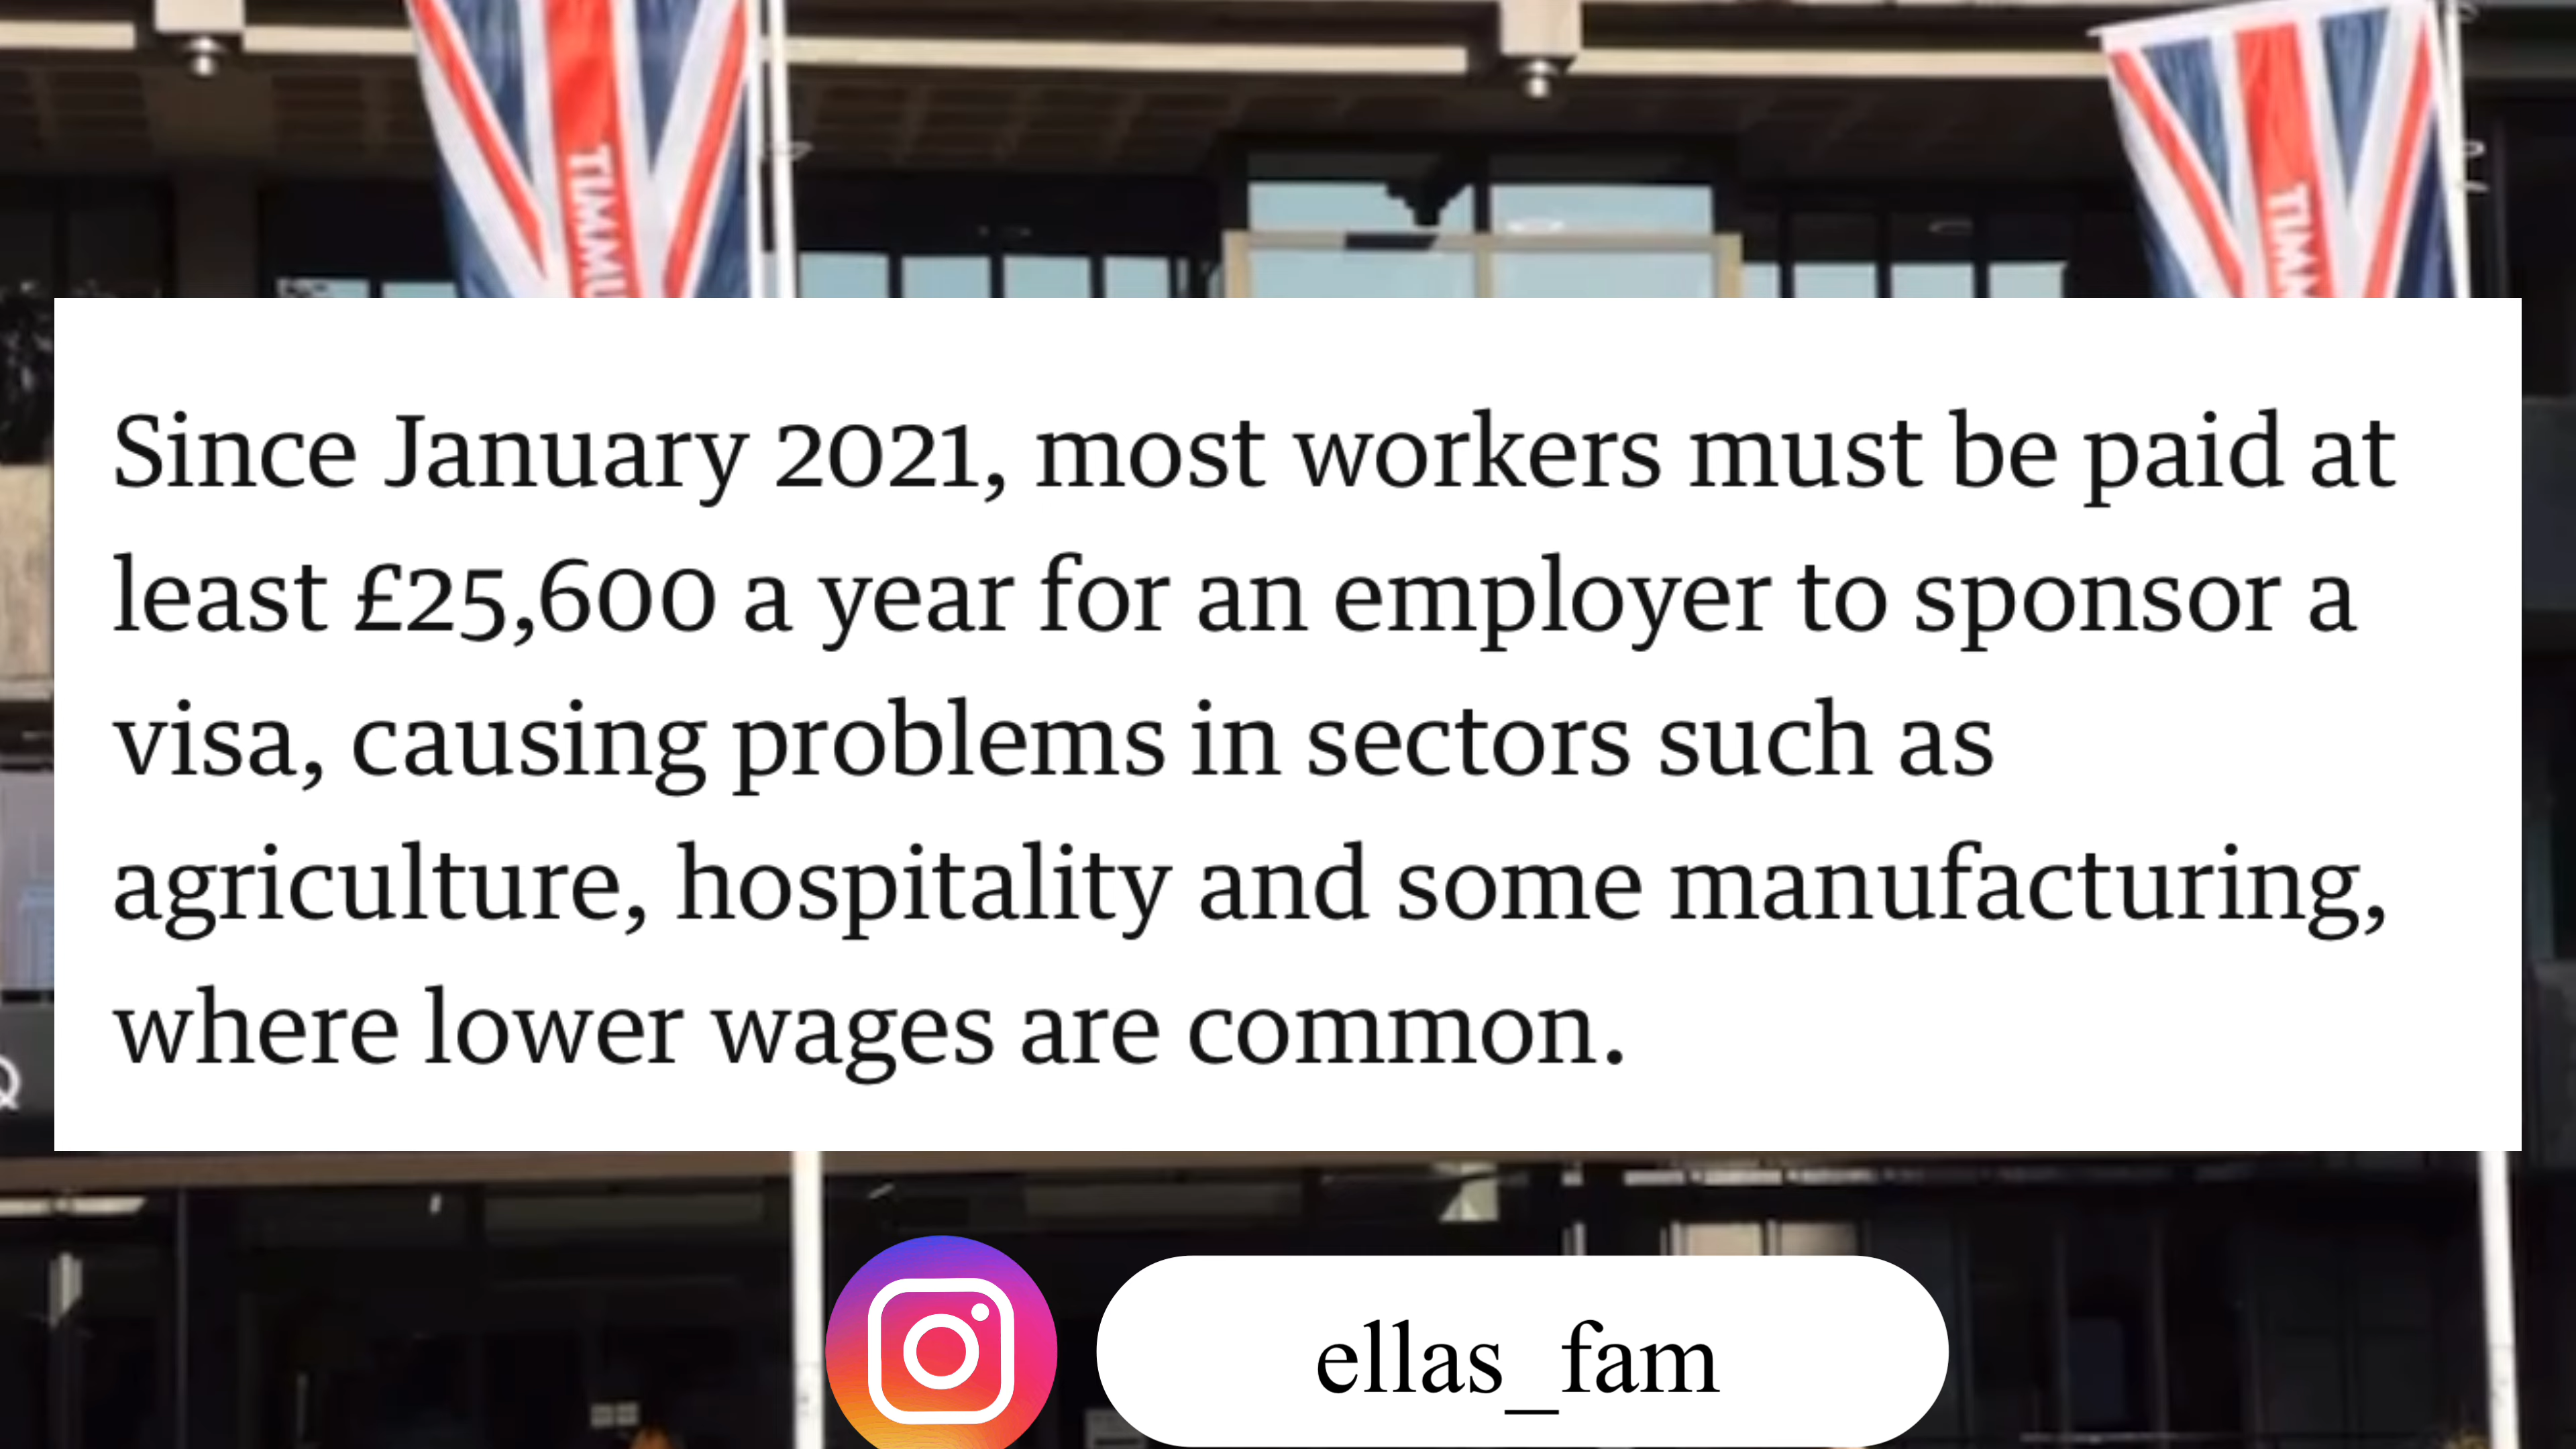 Since January 2021, most workers must be paid at
least £25,600 a year for an employer to sponsor a
visa, causing problems in sectors such as
agriculture, hospitality and some manufacturing,
where lower wages are common.
ellas_fam